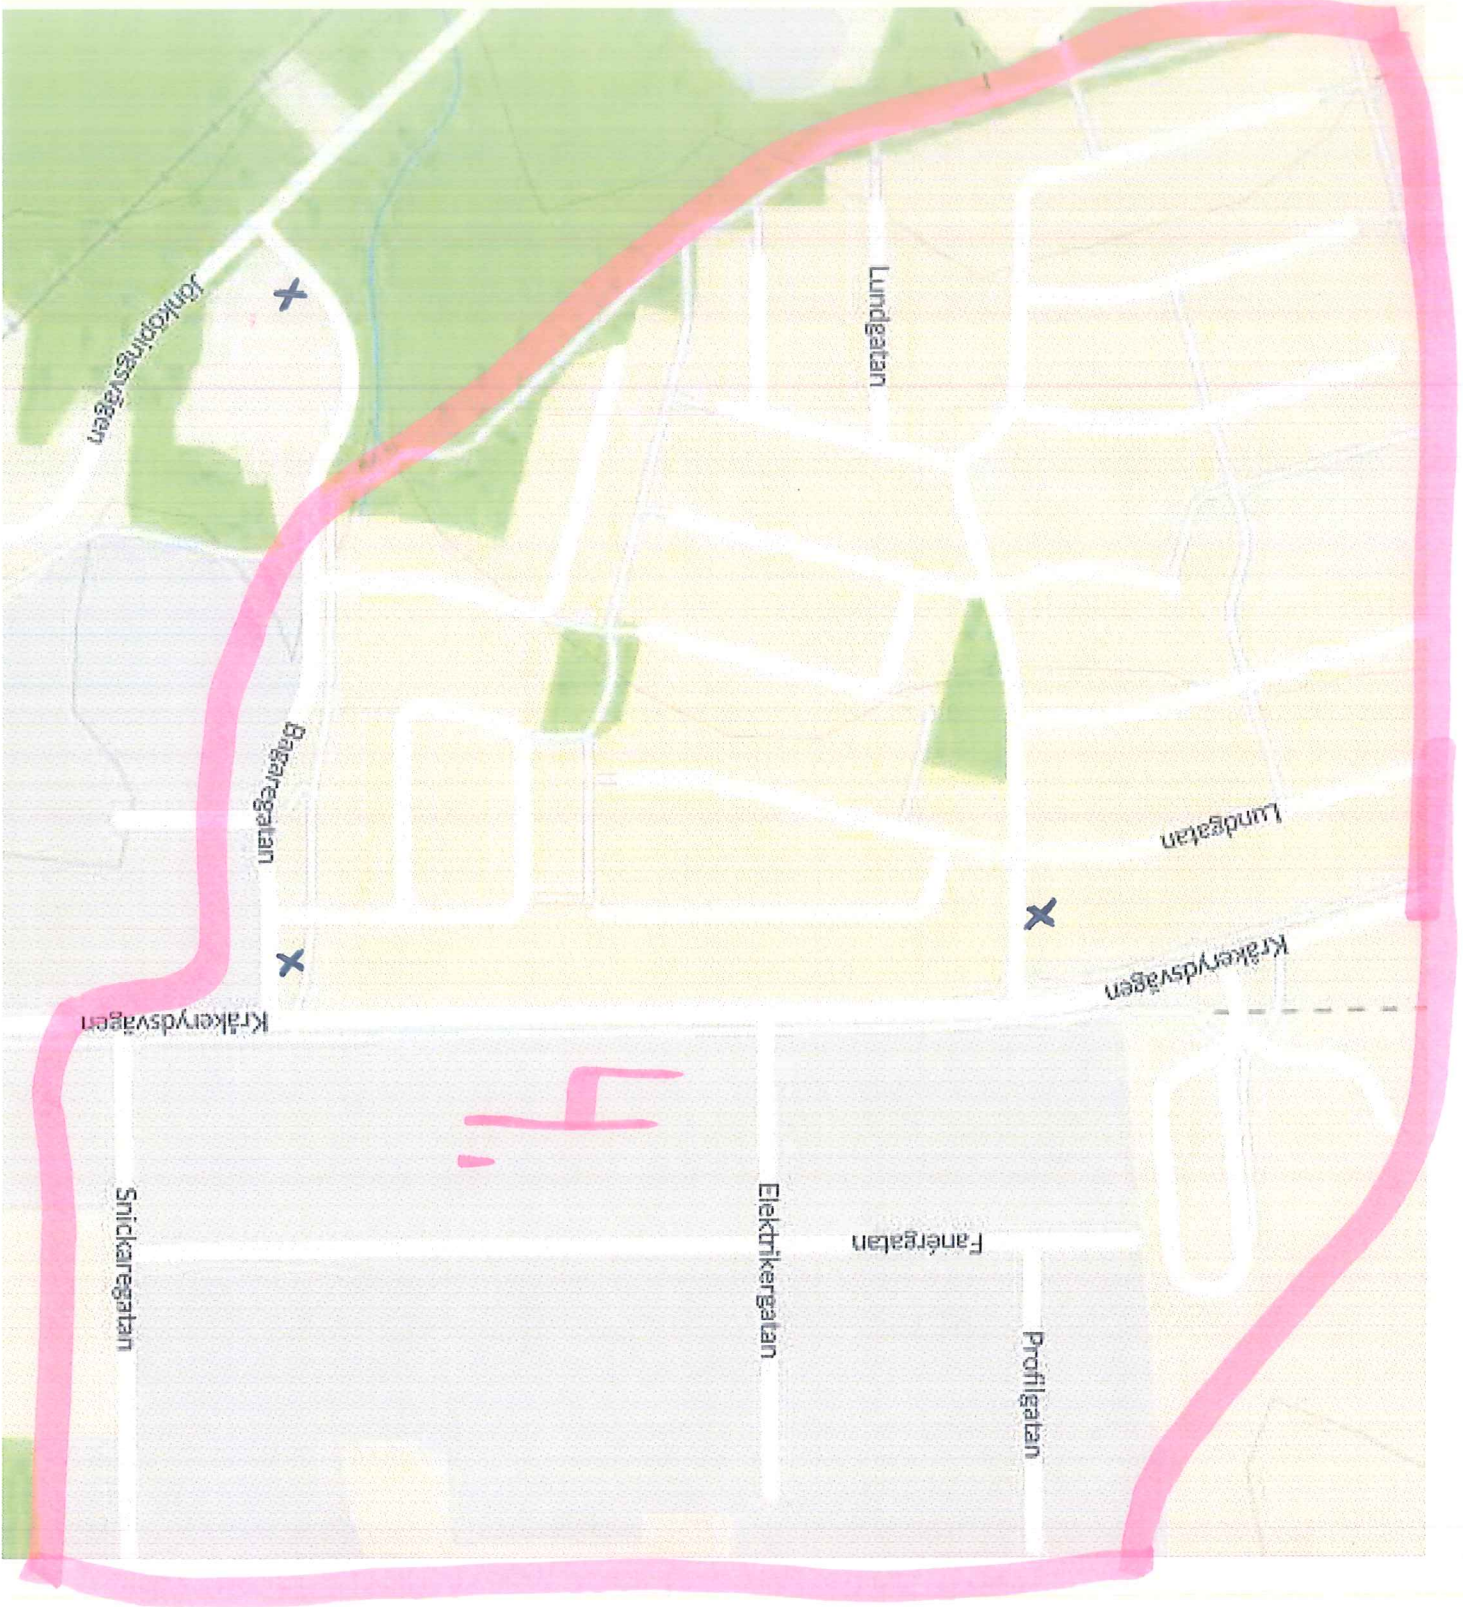 Jönköpingsvägen
Lundgatan
Bagaregatan
Lundgatan
Kråkerydsvägen
Kråkerydsvägen
4
Snickaregatan
Elektrikergatan
Fanérgatan
Profilgatan